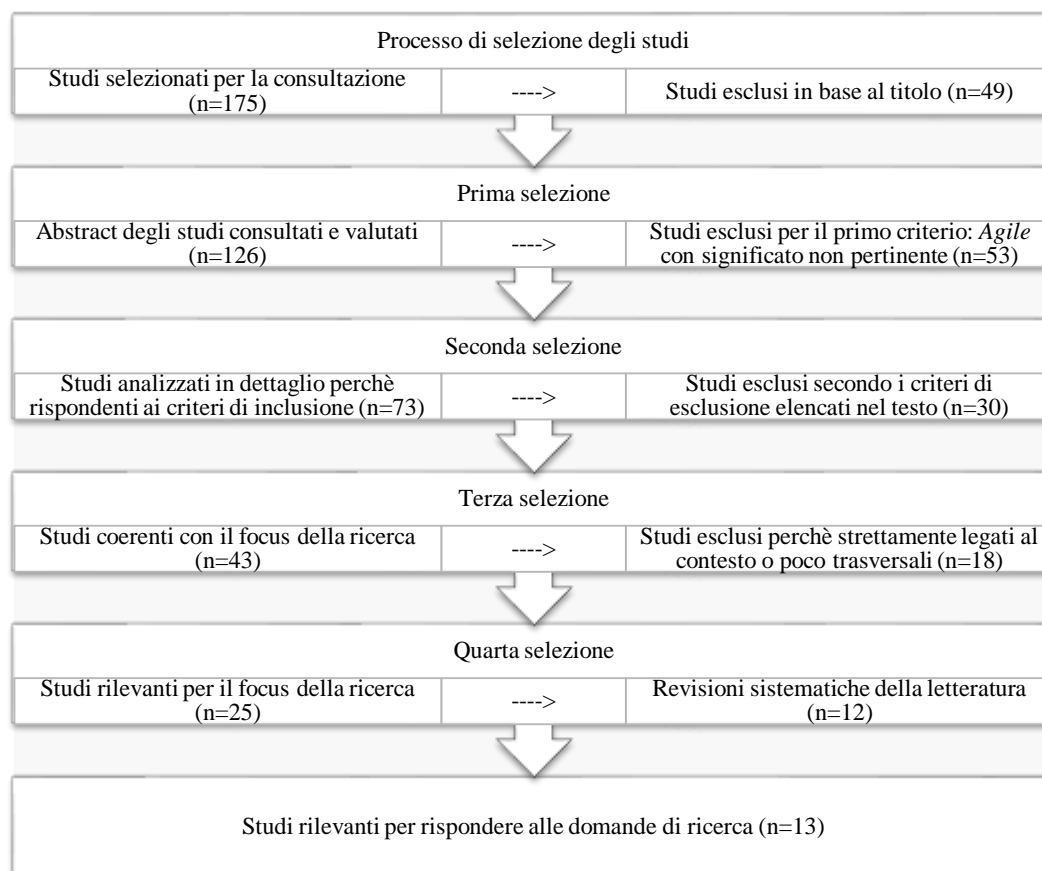 Processo di selezione degli studi
Studi selezionati per la consultazione
(n=175)
---->
Studi esclusi in base al titolo (n=49)
Prima selezione
Abstract degli studi consultati e valutati
(n=126)
---->
Studi esclusi per il primo criterio: Agile
con significato non pertinente (n=53)
Seconda selezione
Studi analizzati in dettaglio perchè
rispondenti ai criteri di inclusione (n=73)
---->
Studi esclusi secondo i criteri di
esclusione elencati nel testo (n=30)
Terza selezione
Studi coerenti con il focus della ricerca
(n=43)
---->
Studi esclusi perchè strettamente legati al
contesto o poco trasversali (n=18)
Quarta selezione
Studi rilevanti per il focus della ricerca
(n=25)
---->
Revisioni sistematiche della letteratura
(n=12)
Studi rilevanti per rispondere alle domande di ricerca (n=13)